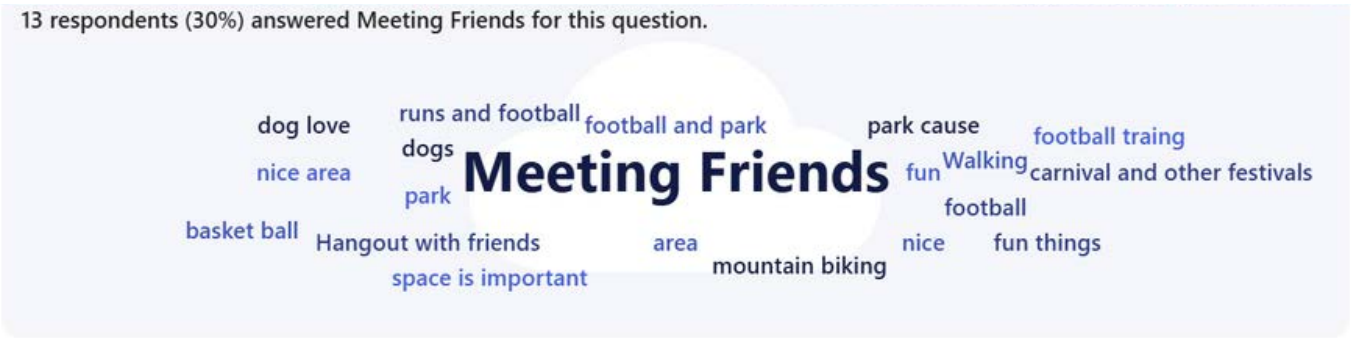 13 respondents (30%) answered Meeting Friends for this question.
runs and football
dog love
football and park
park cause
football traing
dogs
Meeting Friends
Walking
nice area
fun
carnival and other festivals
park
football
basket ball
Hangout with friends
area
nice
fun things
mountain biking
space is important